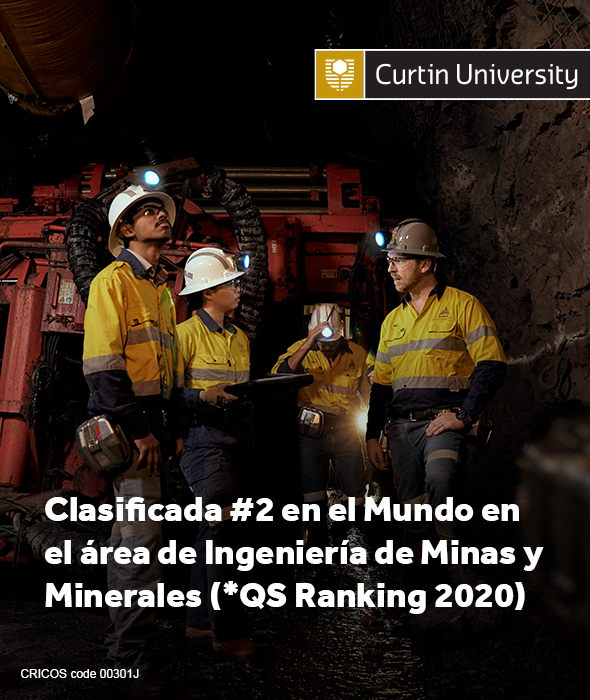 Curtin University
Clasificada #2 en el Mundo en
el área de Ingeniería de Minas y
Minerales (*QS Ranking 2020)
CRICOS code 00301J